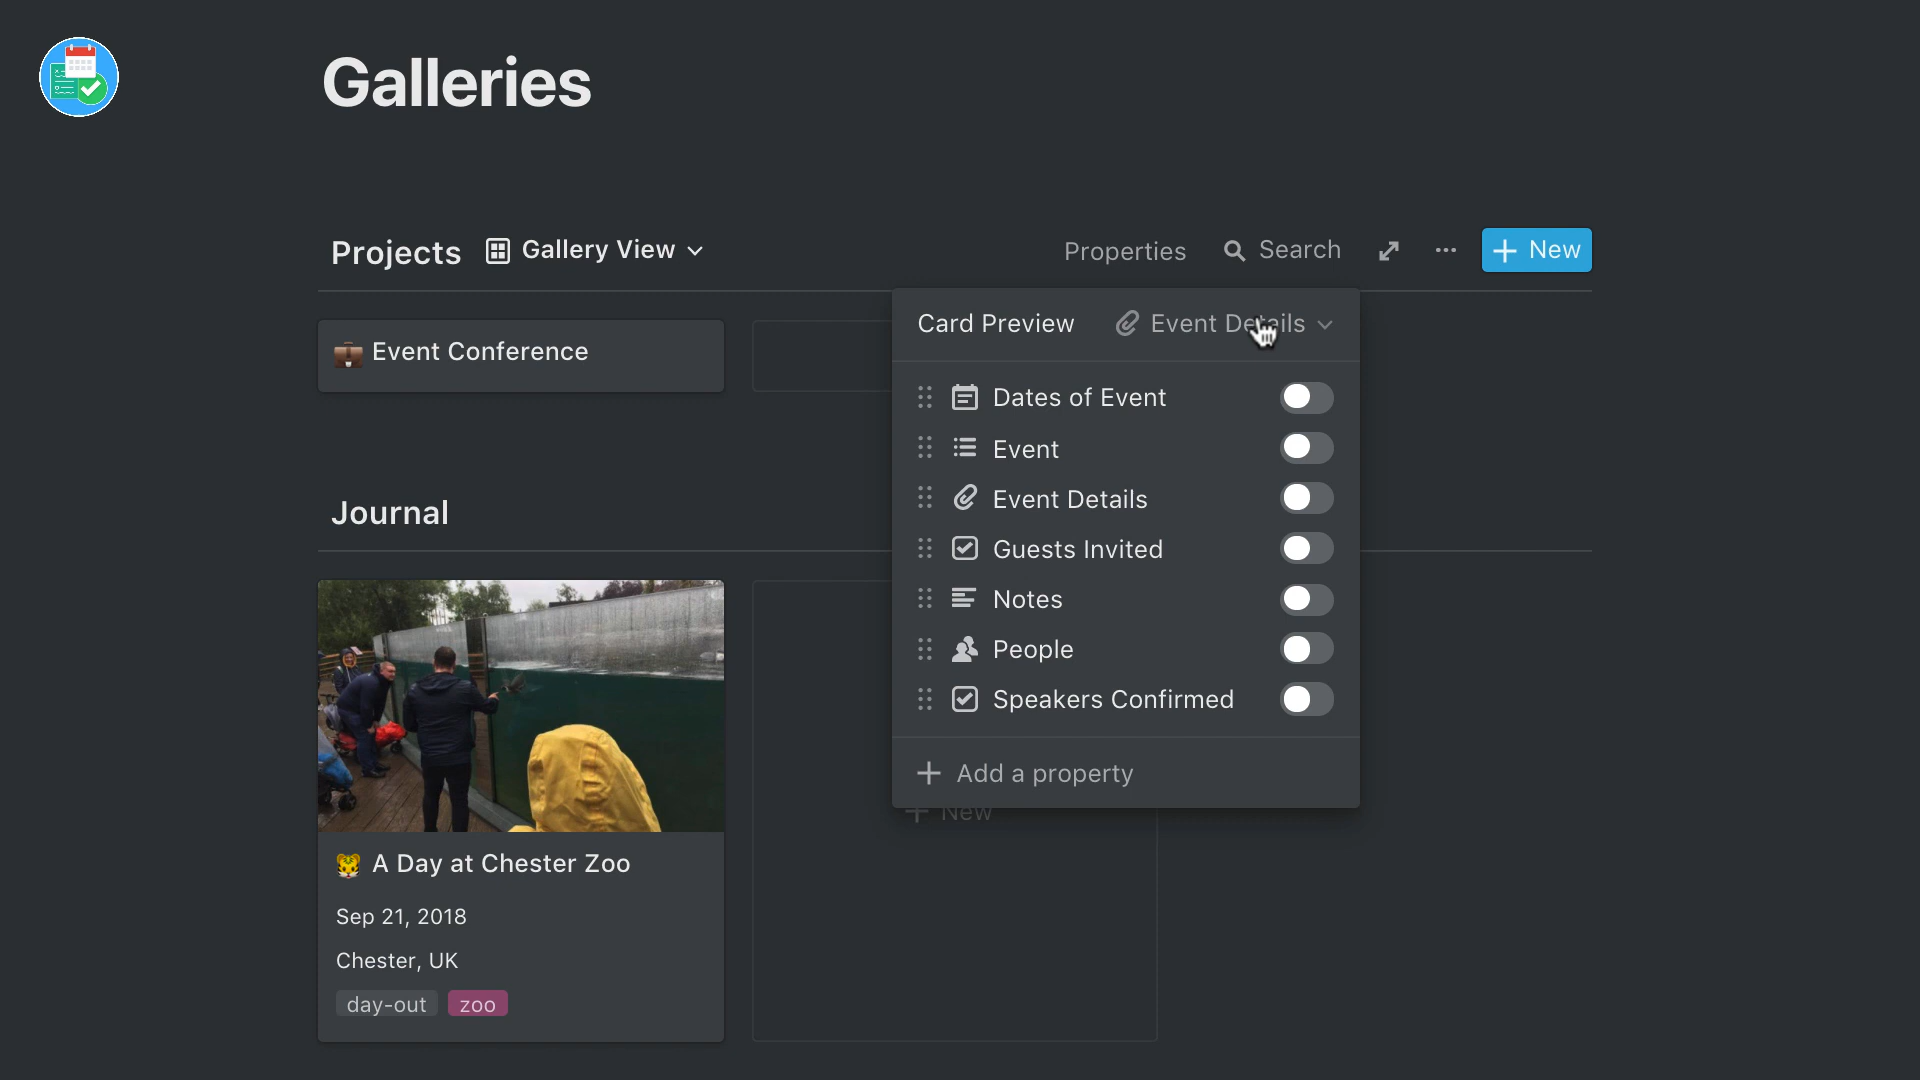 Galleries
Projects Gallery View
Properties Search New
Event Conference
Card Preview Event Details
Dates of Event
Event
Event Details
Guests Invited
Notes
People
Speakers Confirmed
Add a property
New
Journal
A Day at Chester Zoo
Sep 21, 2018
Chester, UK
day-out zoo